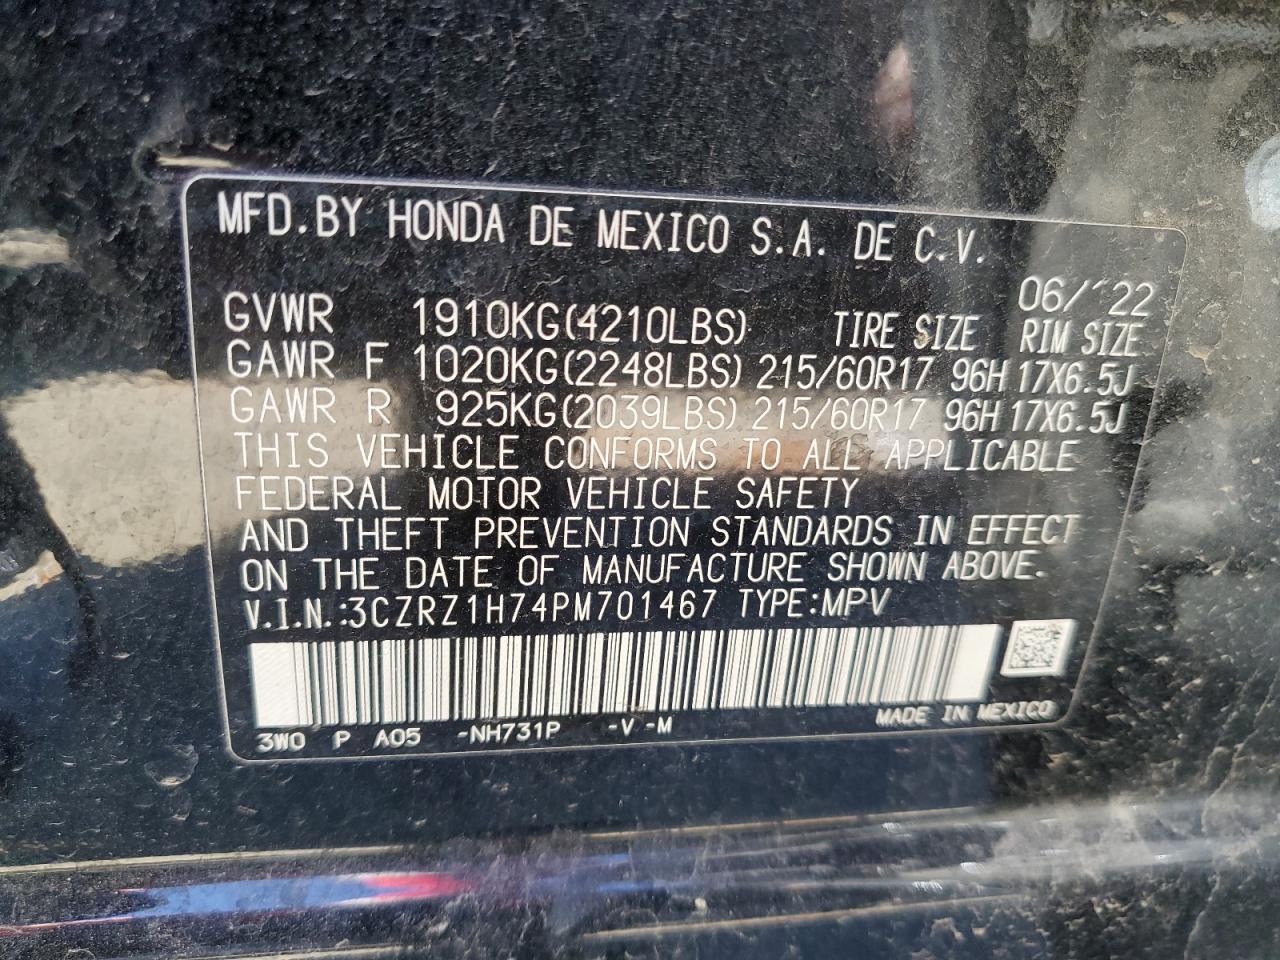 MFD.BY HONDA DE MEXICO S.A. DE C.V.
06/'22
GVWR 1910KG(4210LBS) TIRE SIZE RIM SIZE
GAWR F 1020KG(2248LBS) 215/60R17 96H 17X6.5J
GAWR R 925KG(2039LBS) 215/60R17 96H 17X6.5J
THIS VEHICLE CONFORMS TO ALL APPLICABLE
FEDERAL MOTOR VEHICLE SAFETY
AND THEFT PREVENTION STANDARDS IN EFFECT
ON THE DATE OF MANUFACTURE SHOWN ABOVE.
V.I.N.:3CZRZ1H74PM701467 TYPE:MPV
3W0 P A05 -NH731P -V -M MADE IN MEXICO